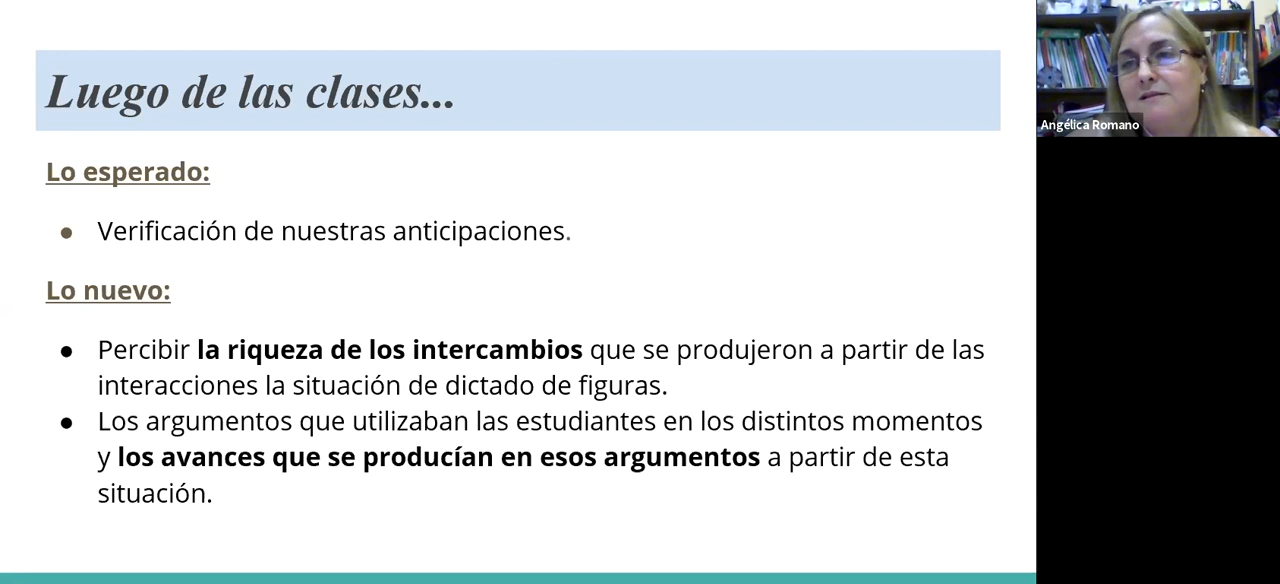 Luego de las clases...
Lo esperado:
● Verificación de nuestras anticipaciones.
Lo nuevo:
● Percibir la riqueza de los intercambios que se produjeron a partir de las
interacciones la situación de dictado de figuras.
● Los argumentos que utilizaban las estudiantes en los distintos momentos
y los avances que se producían en esos argumentos a partir de esta
situación.
Angélica Romano